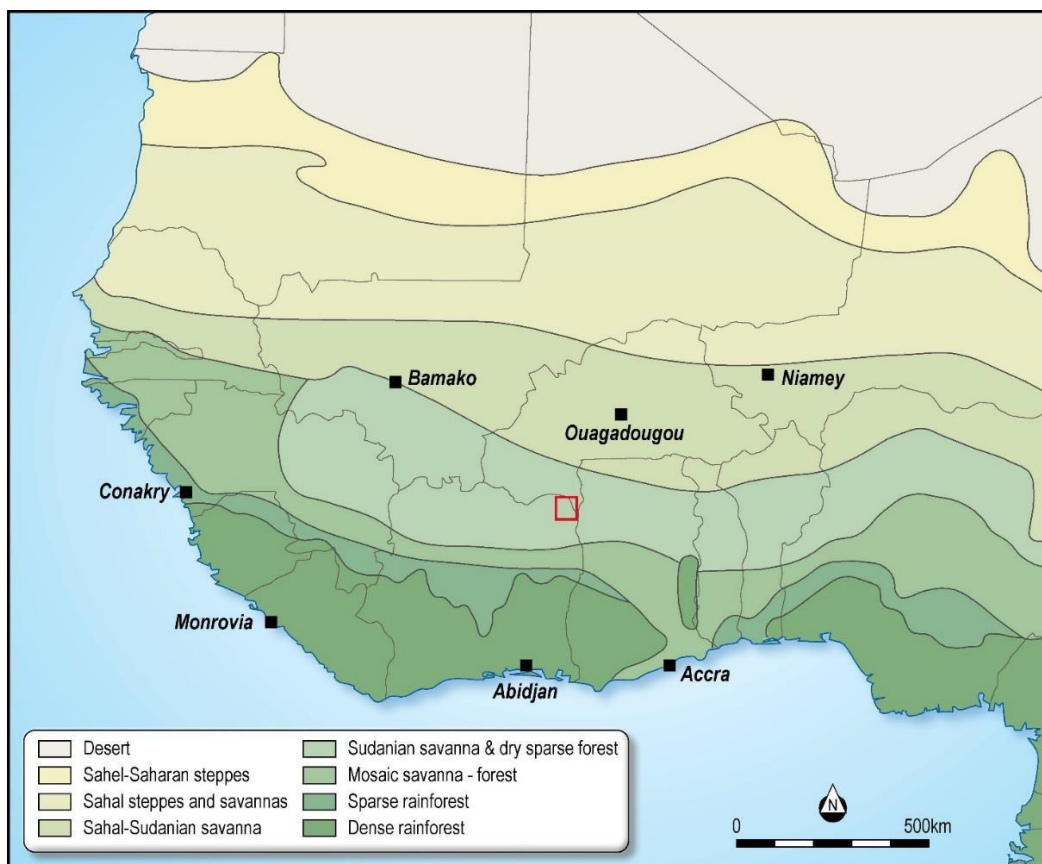 Bamako
Niamey
Ouagadougou
Conakry
Monrovia
Abidjan
Accra
Desert
Sahel-Saharan steppes
Sahal steppes and savannas
Sahal-Sudanian savanna
Sudanian savanna & dry sparse forest
Mosaic savanna - forest
Sparse rainforest
Dense rainforest
N
0 500km